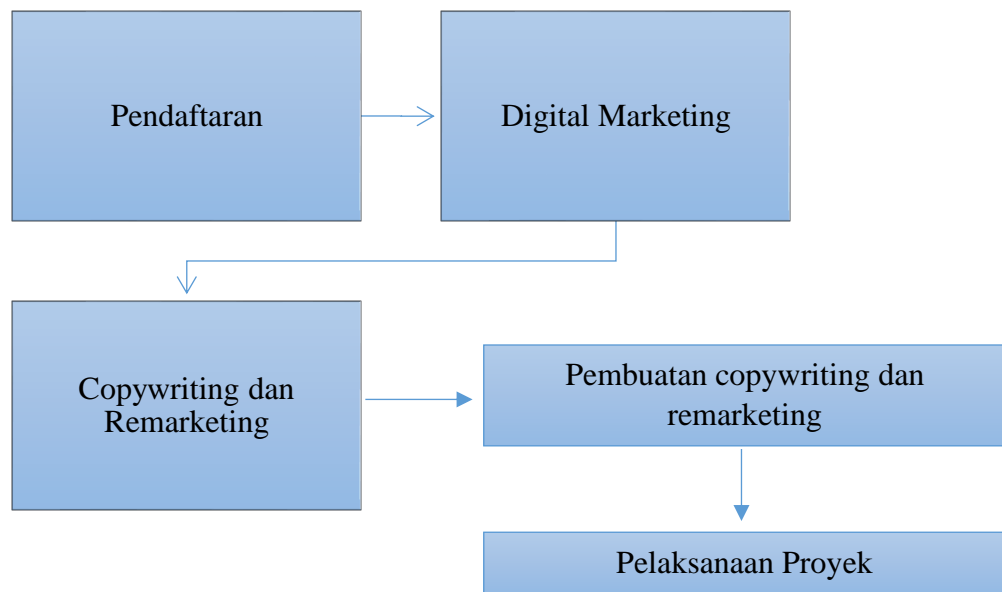 Pendaftaran
Digital Marketing
Copywriting dan
Remarketing
Pembuatan copywriting dan
remarketing
Pelaksanaan Proyek